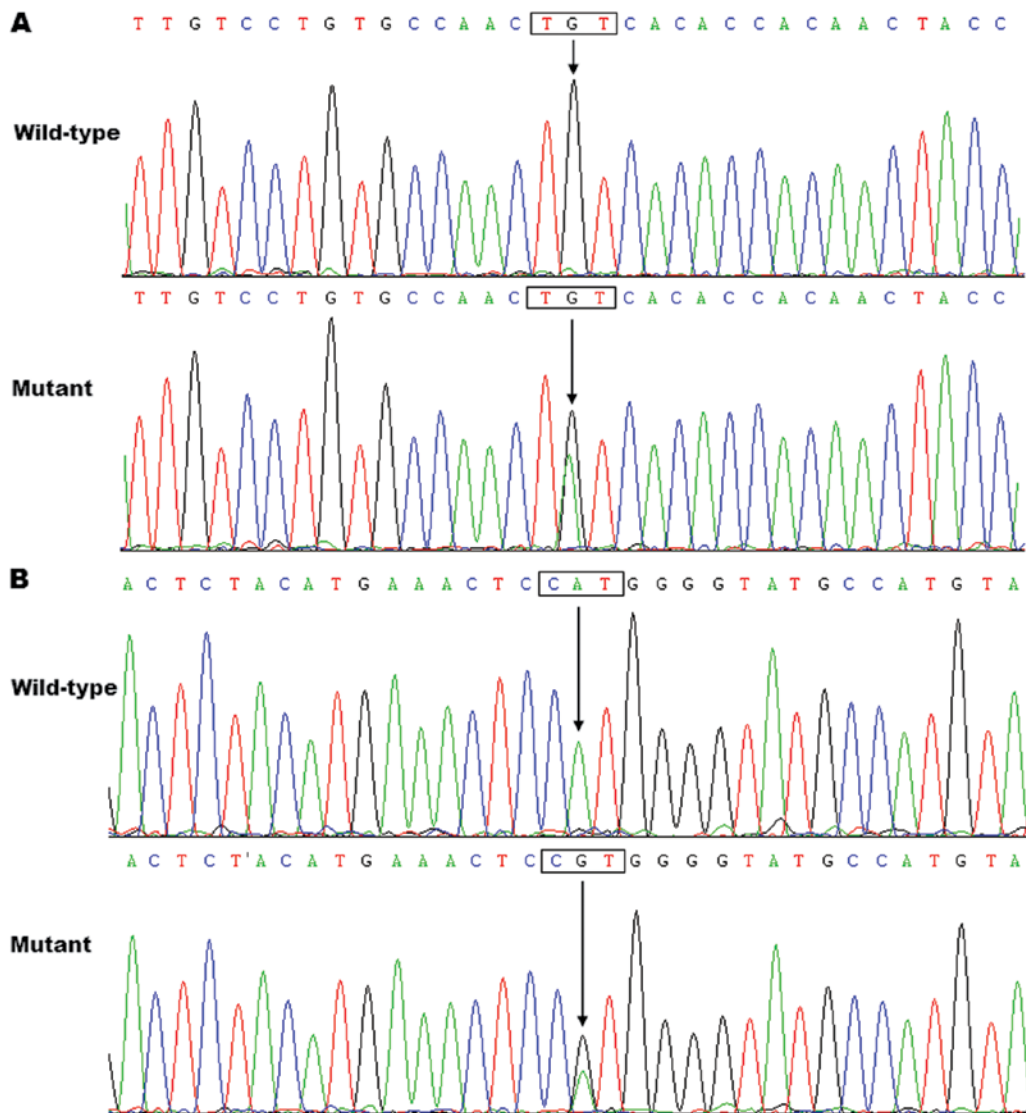 A T T G T C C T G T G C C A A C T G T C A C A C C A C A A C T A C C
Wild-type
T T G T C C T G T G C C A A C T G T C A C A C C A C A A C T A C C
Mutant
B A C T C T A C A T G A A A C T C C A T G G G G T A T G C C A T G T A
Wild-type
A C T C T' A C A T G A A A C T C C G T G G G G T A T G C C A T G T A
Mutant